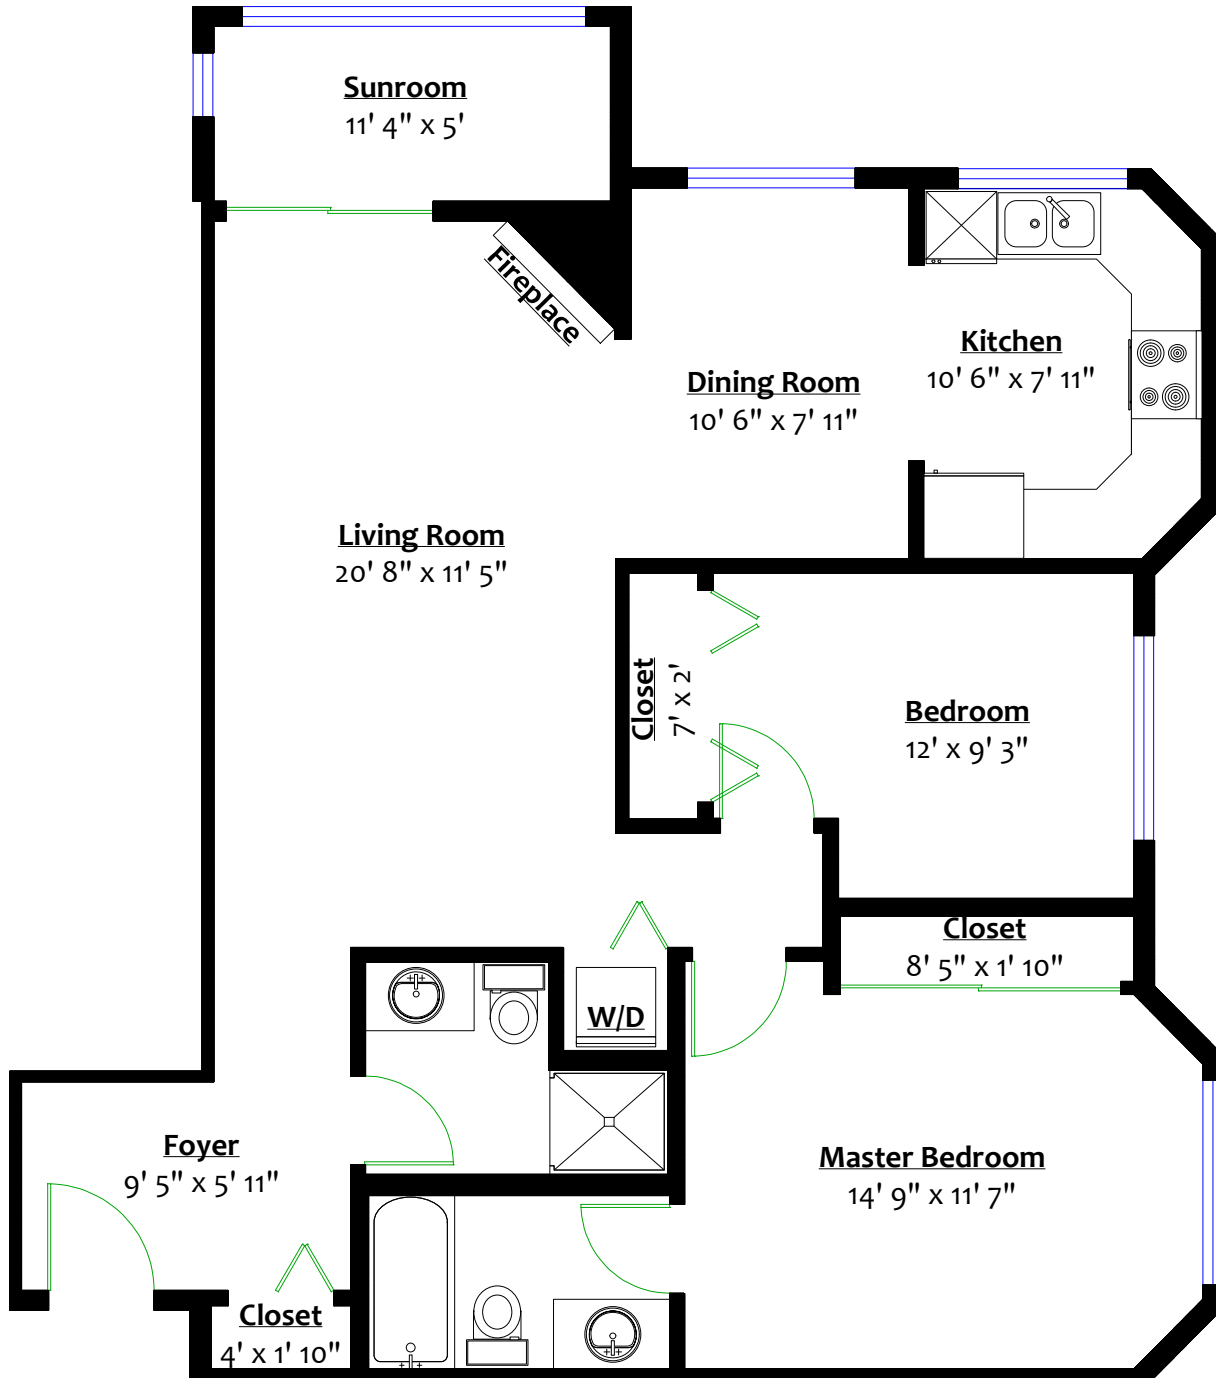 Sunroom
11' 4" x 5'
Fireplace
Kitchen
10' 6" x 7' 11"
Dining Room
10' 6" x 7' 11"
Living Room
20' 8" x 11' 5"
Closet
7' x 2'
Bedroom
12' x 9' 3"
Closet
8' 5" x 1' 10"
W/D
Foyer
9' 5" x 5' 11"
Master Bedroom
14' 9" x 11' 7"
Closet
4' x 1' 10"